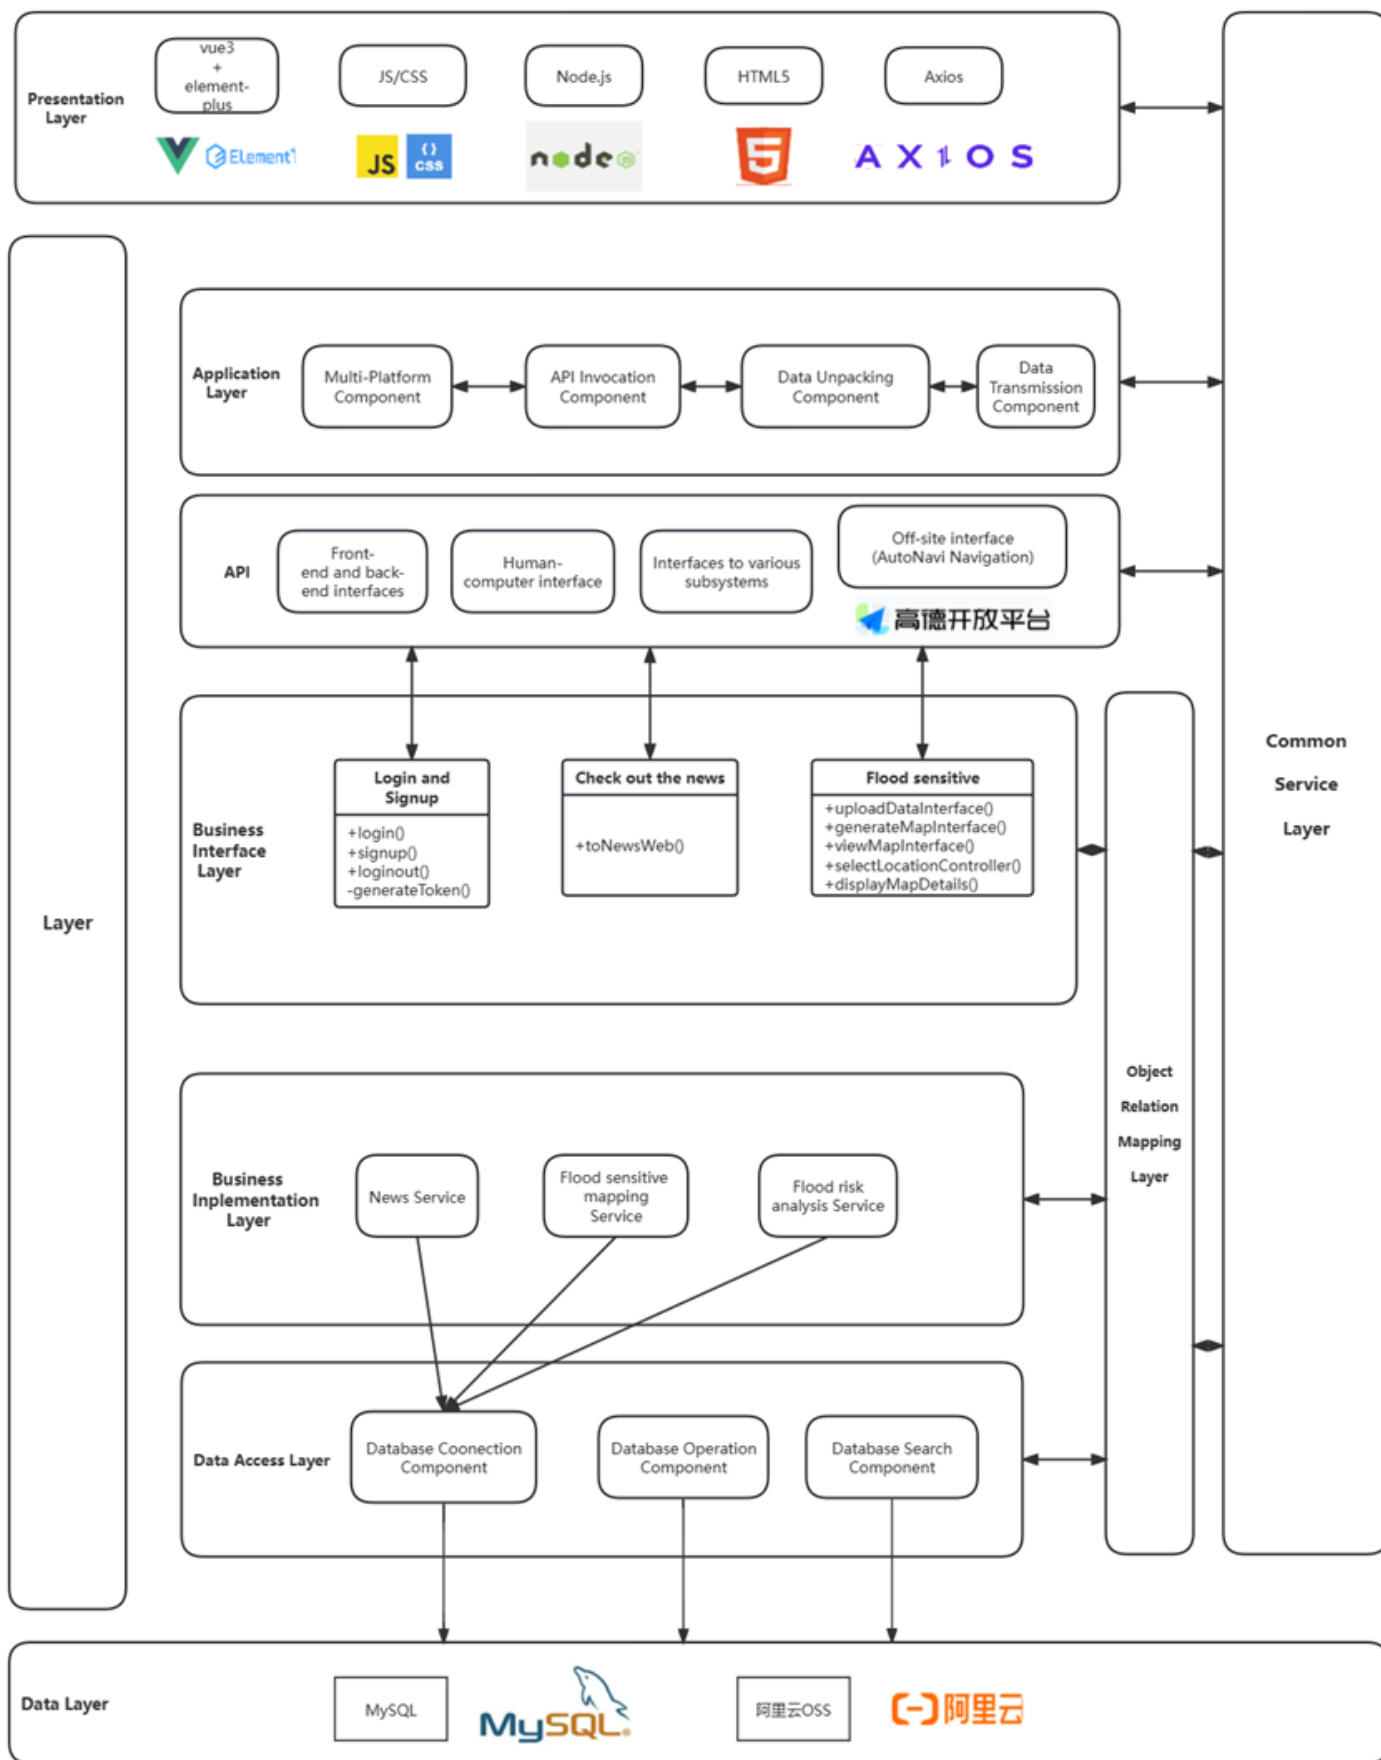 vue3
+
element-
plus
JS/CSS
Node.js
HTML5
Axios
Presentation
Layer
Element
JS
{}
CSS
node
JS
5
AXIOS
Application
Layer
Multi-Platform
Component
API Invocation
Component
Data Unpacking
Component
Data
Transmission
Component
API
Front-
end and back-
end interfaces
Human-
computer interface
Interfaces to various
subsystems
Off-site interface
(AutoNavi Navigation)
高德开放平台
Business
Interface
Layer
Login and
Signup
+login()
+signup()
+loginout()
-generateToken()
Check out the news
+toNewsWeb()
Flood sensitive
+uploadDataInterface()
+generateMapInterface()
+viewMapInterface()
+selectLocationController()
+displayMapDetails()
Layer
Common
Service
Layer
Object
Relation
Mapping
Layer
Business
Inplementation
Layer
News Service
Flood sensitive
mapping
Service
Flood risk
analysis Service
Data Access Layer
Database Coonection
Component
Database Operation
Component
Database Search
Component
Data Layer
MySQL
MySQL
阿里云OSS
阿里云